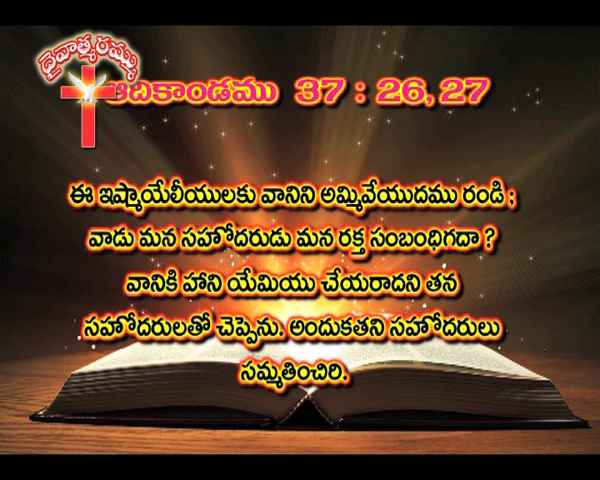 దైవాత్మరమ్ము
ఆదికాండము 37 : 26, 27
ఈ ఇష్మాయేలీయులకు వానిని అమ్మివేయుదము రండి ;
వాడు మన సహోదరుడు మన రక్త సంబంధిగదా ?
వానికి హాని యేమియు చేయరాదని తన
సహోదరులతో చెప్పెను. అందుకతని సహోదరులు
సమ్మతించిరి.